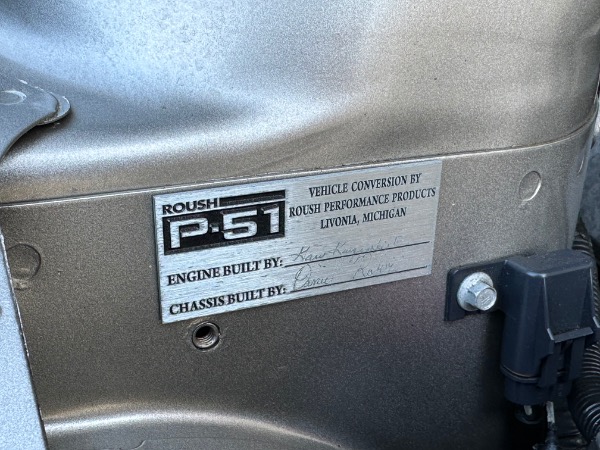 ROUSH
P-51
VEHICLE CONVERSION BY
ROUSH PERFORMANCE PRODUCTS
LIVONIA, MICHIGAN
ENGINE BUILT BY:
CHASSIS BUILT BY: